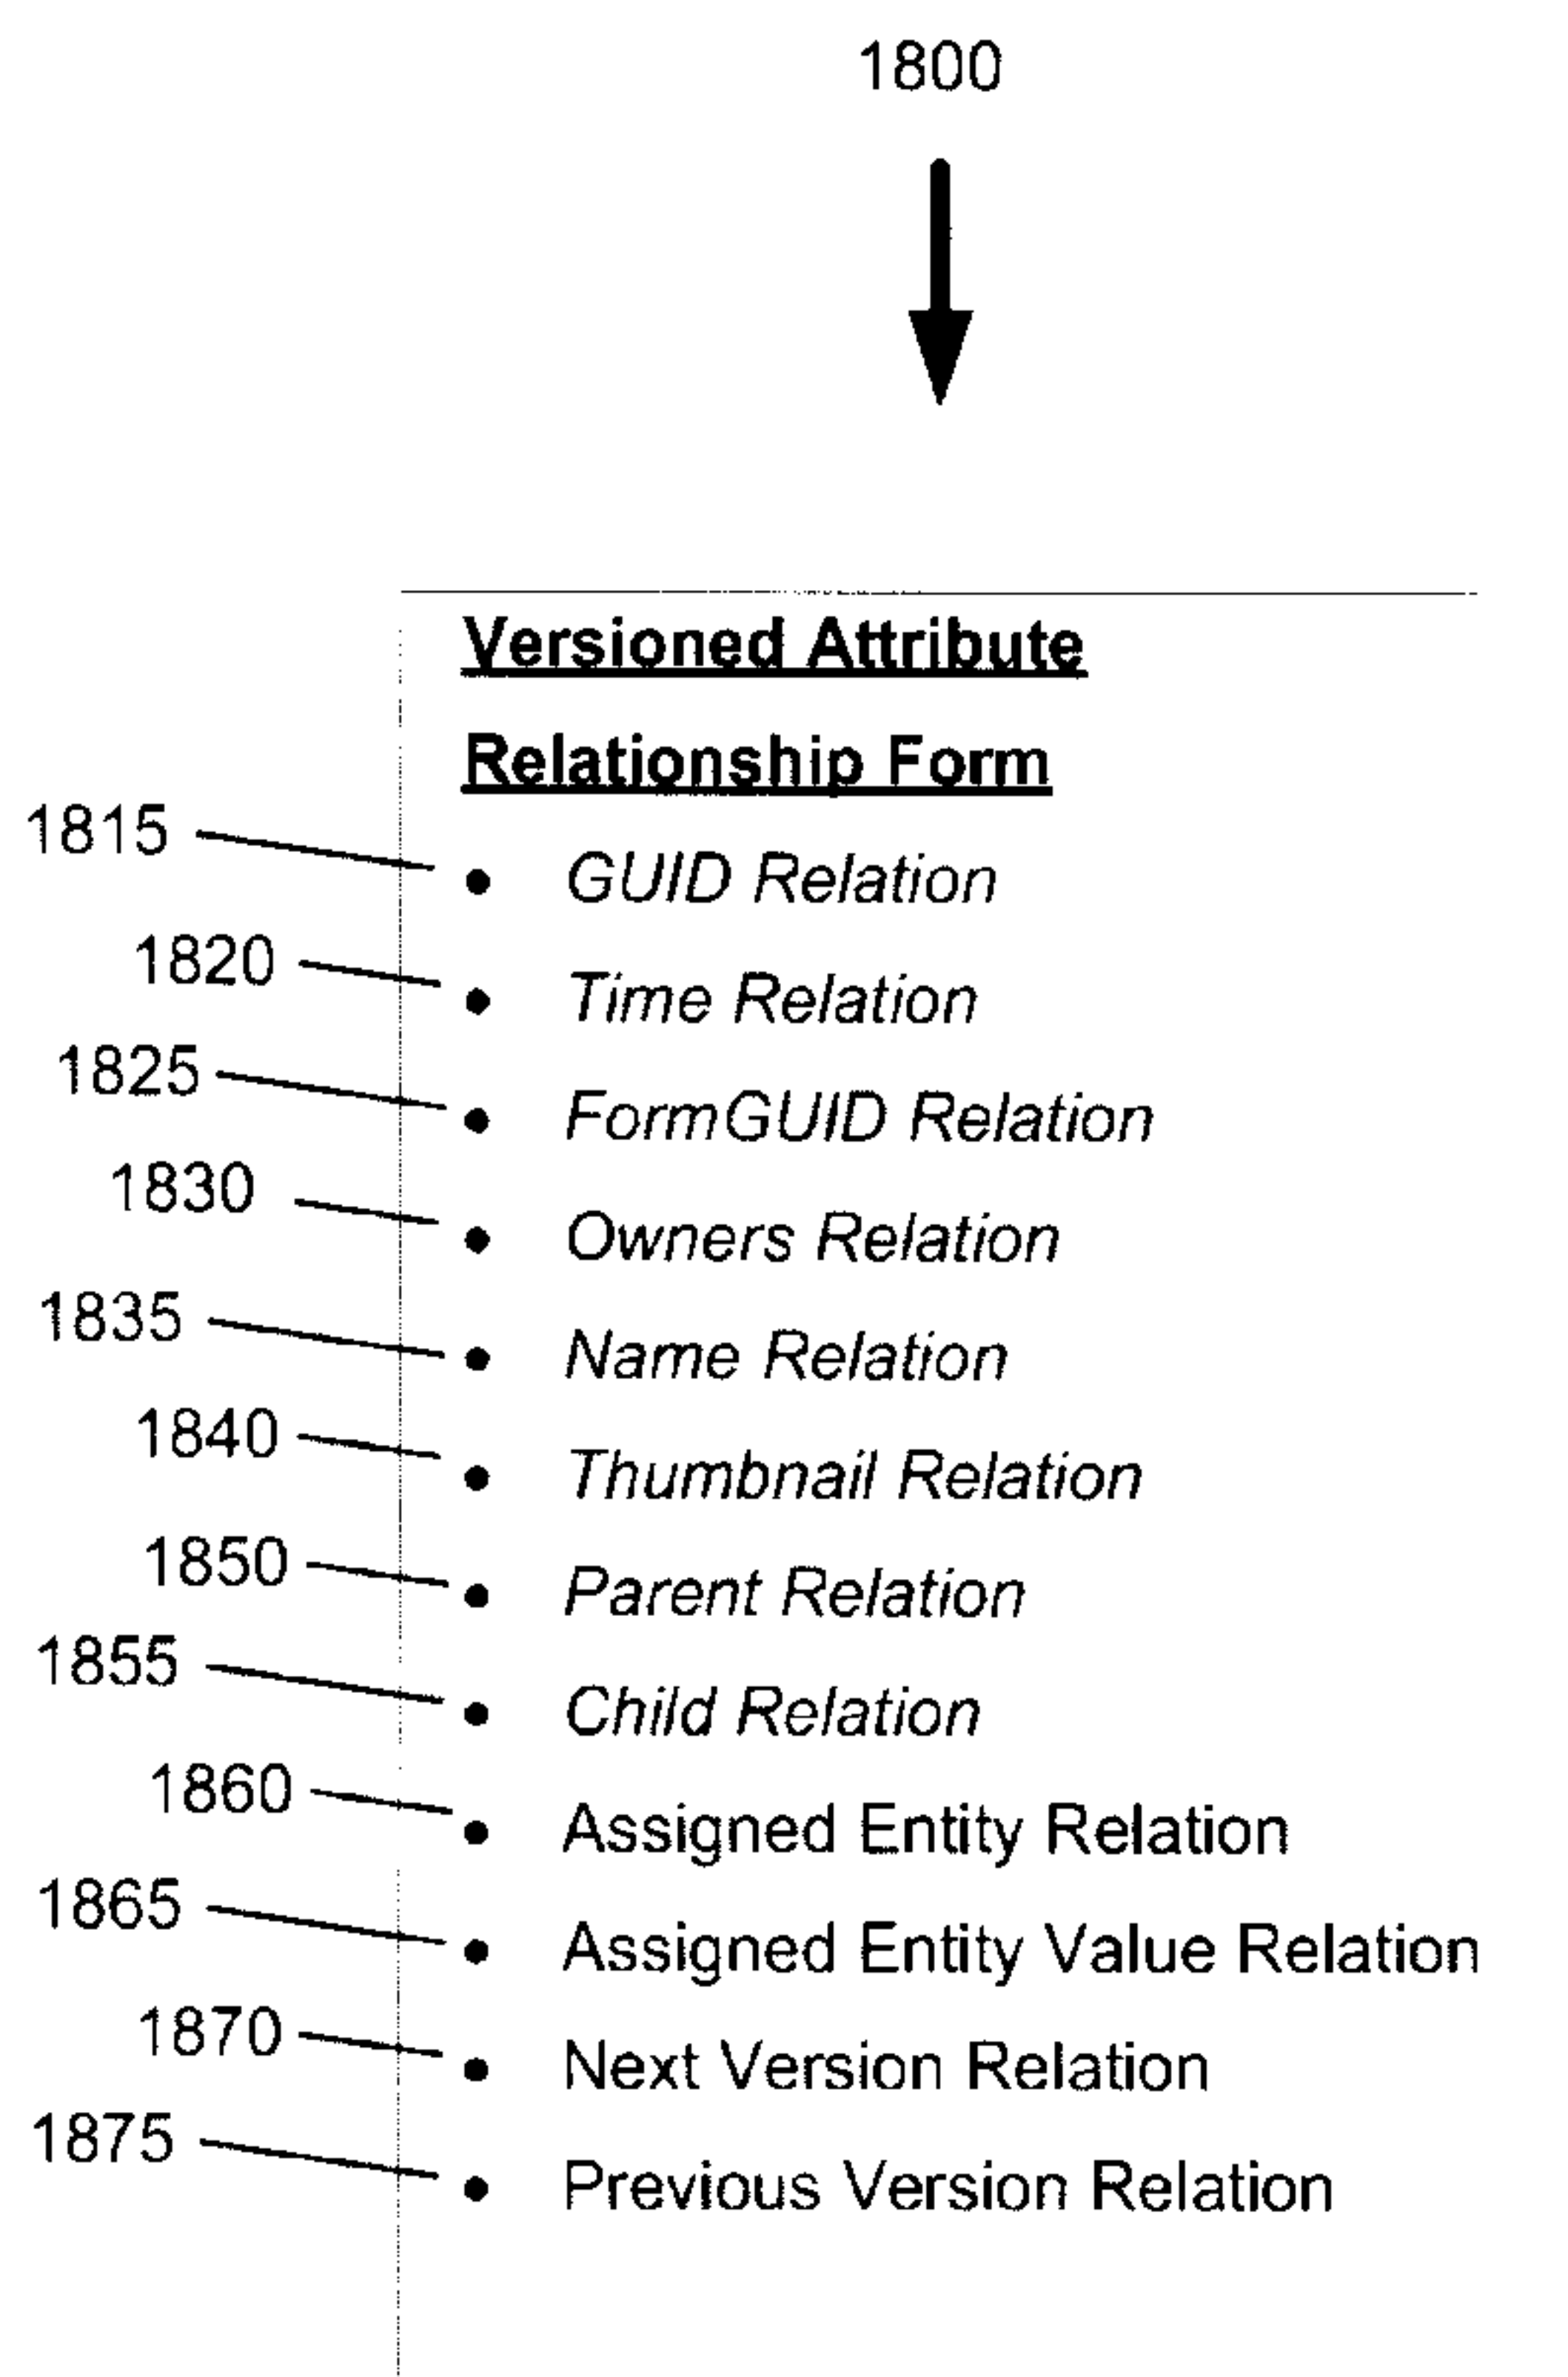 1800
Versioned Attribute
Relationship Form
1815 • GUID Relation
1820 • Time Relation
1825 • FormGUID Relation
1830 • Owners Relation
1835 • Name Relation
1840 • Thumbnail Relation
1850 • Parent Relation
1855 • Child Relation
1860 • Assigned Entity Relation
1865 • Assigned Entity Value Relation
1870 • Next Version Relation
1875 • Previous Version Relation